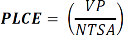 PLCE = (VP/NTSA)